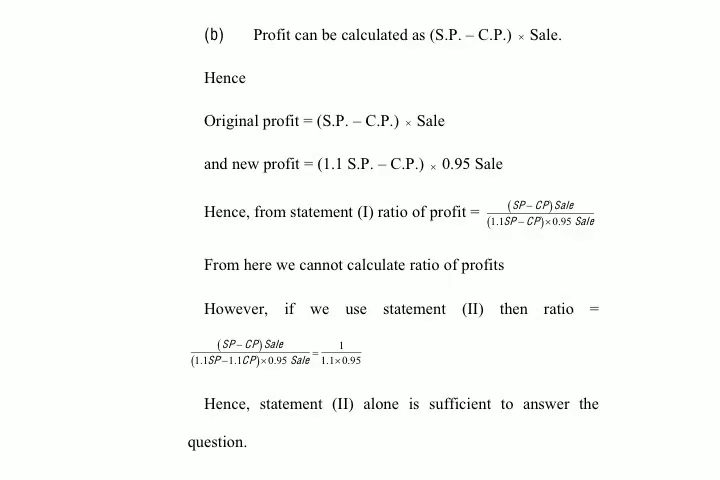 (b) Profit can be calculated as (S.P. – C.P.) × Sale.
Hence
Original profit = (S.P. – C.P.) × Sale
and new profit = (1.1 S.P. – C.P.) × 0.95 Sale
Hence, from statement (I) ratio of profit = (SP – CP) Sale / (1.1SP – CP)×0.95 Sale
From here we cannot calculate ratio of profits
However, if we use statement (II) then ratio =
(SP – CP) Sale / (1.1SP–1.1CP)×0.95 Sale = 1 / 1.1×0.95
Hence, statement (II) alone is sufficient to answer the
question.